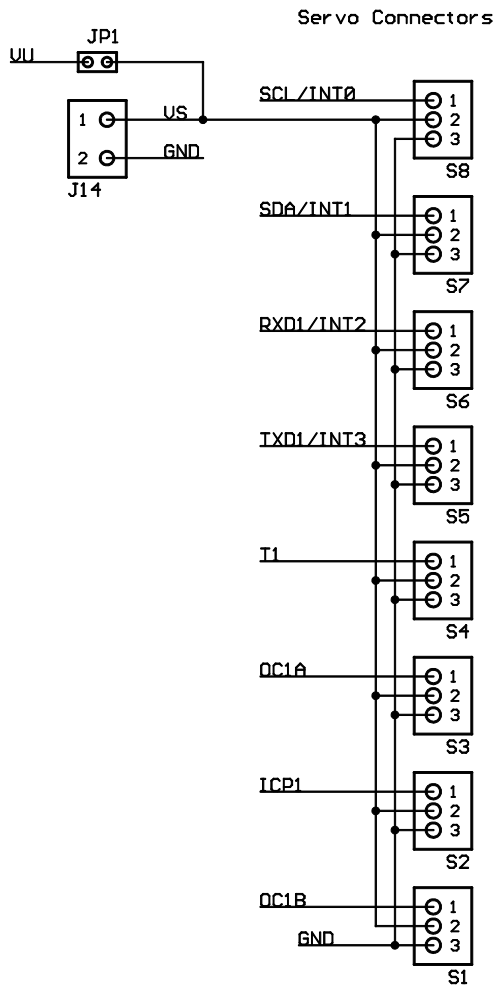 Servo Connectors
JP1
VU
SCL/INT0
1
VS
1
2
2
GND
3
J14
S8
SDA/INT1
1
2
3
S7
RXD1/INT2
1
2
3
S6
TXD1/INT3
1
2
3
S5
T1
1
2
3
S4
OC1A
1
2
3
S3
ICP1
1
2
3
S2
OC1B
1
2
GND
3
S1